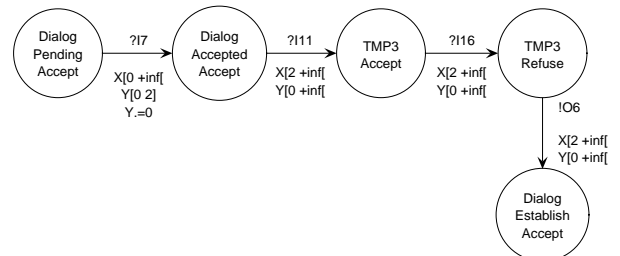 Dialog
Pending
Accept
?I7
X[0 +inf[
Y[0 2]
Y.=0
Dialog
Accepted
Accept
?I11
X[2 +inf[
Y[0 +inf[
TMP3
Accept
?I16
X[2 +inf[
Y[0 +inf[
TMP3
Refuse
!O6
X[2 +inf[
Y[0 +inf[
Dialog
Establish
Accept